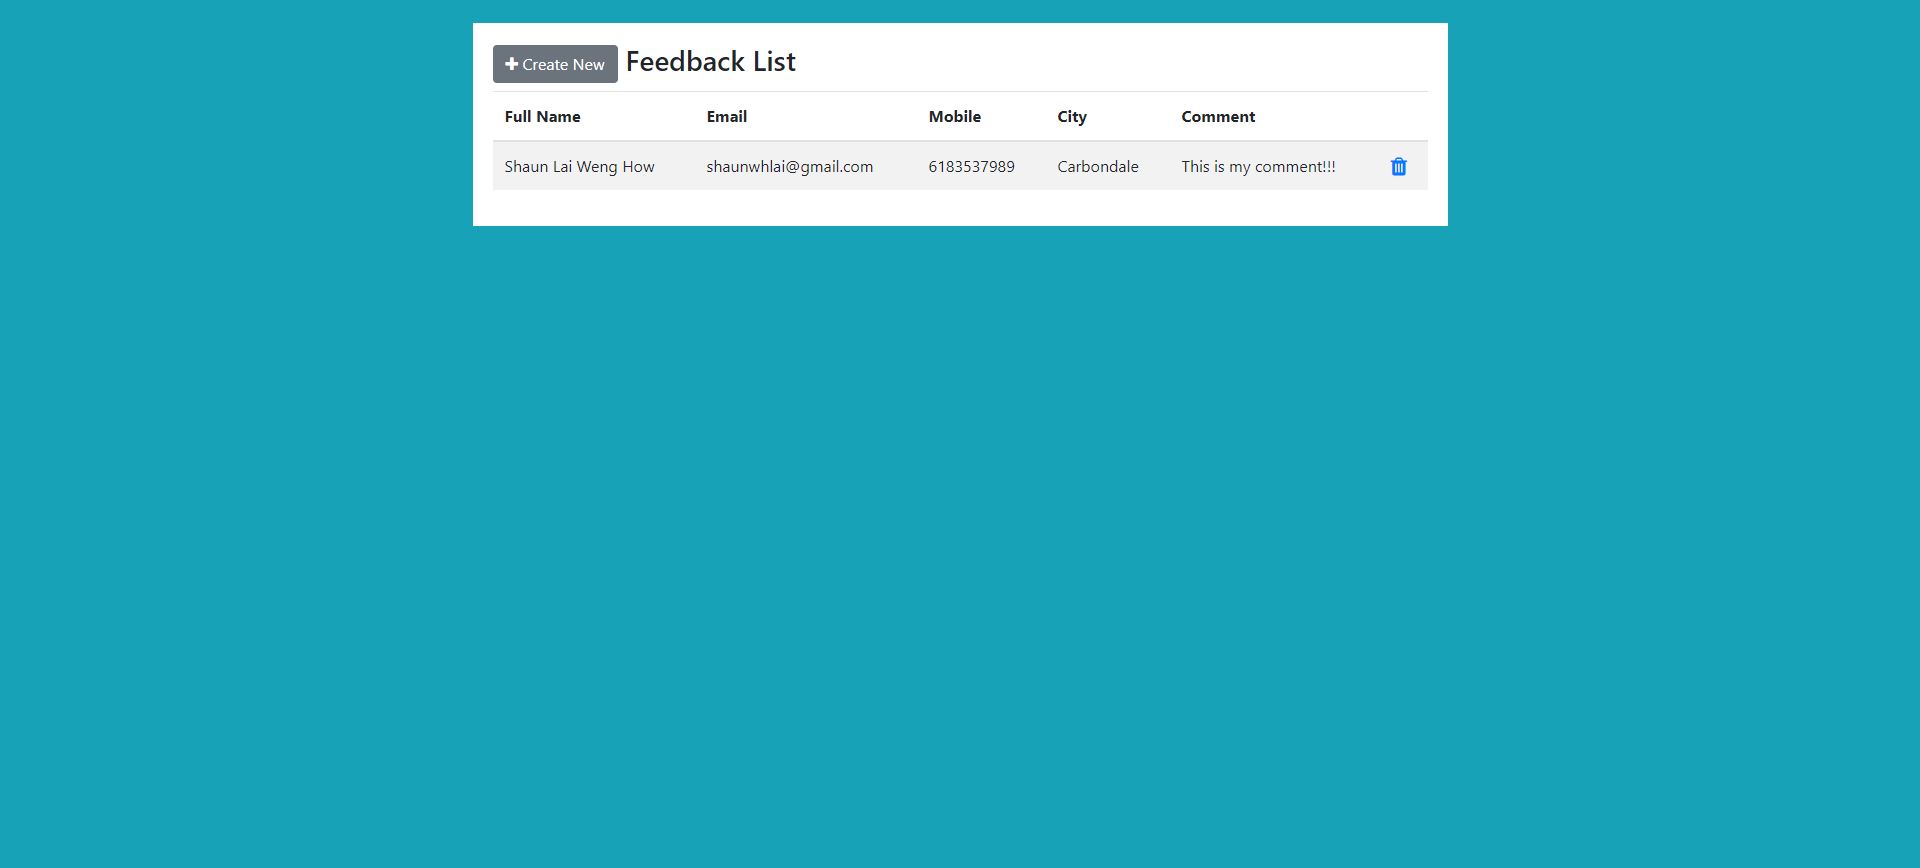 Create New Feedback List
Full Name Email Mobile City Comment
Shaun Lai Weng How shaunwhlai@gmail.com 6183537989 Carbondale This is my comment!!!